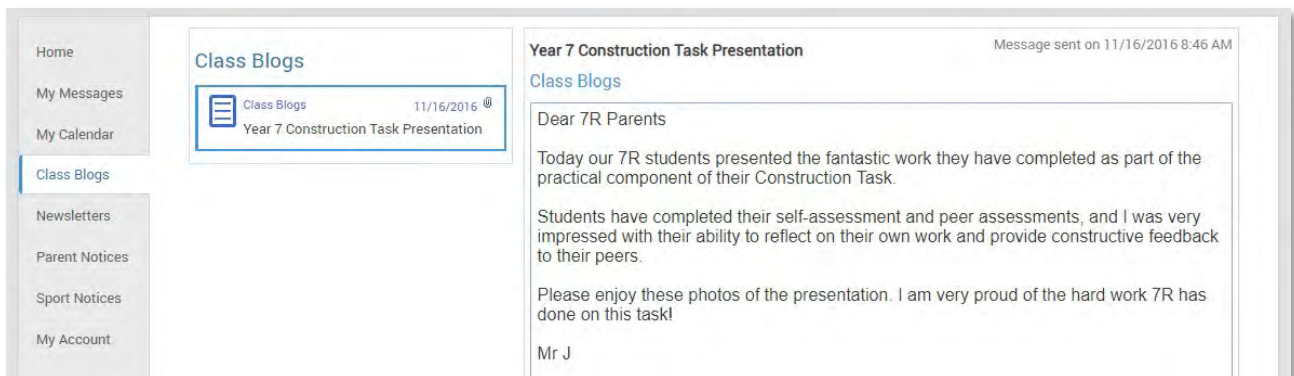 Home
My Messages
My Calendar
Class Blogs
Newsletters
Parent Notices
Sport Notices
My Account
Class Blogs
Class Blogs 11/16/2016
Year 7 Construction Task Presentation
Year 7 Construction Task Presentation Message sent on 11/16/2016 8:46 AM
Class Blogs
Dear 7R Parents
Today our 7R students presented the fantastic work they have completed as part of the
practical component of their Construction Task.
Students have completed their self-assessment and peer assessments, and I was very
impressed with their ability to reflect on their own work and provide constructive feedback
to their peers.
Please enjoy these photos of the presentation. I am very proud of the hard work 7R has
done on this task!
Mr J